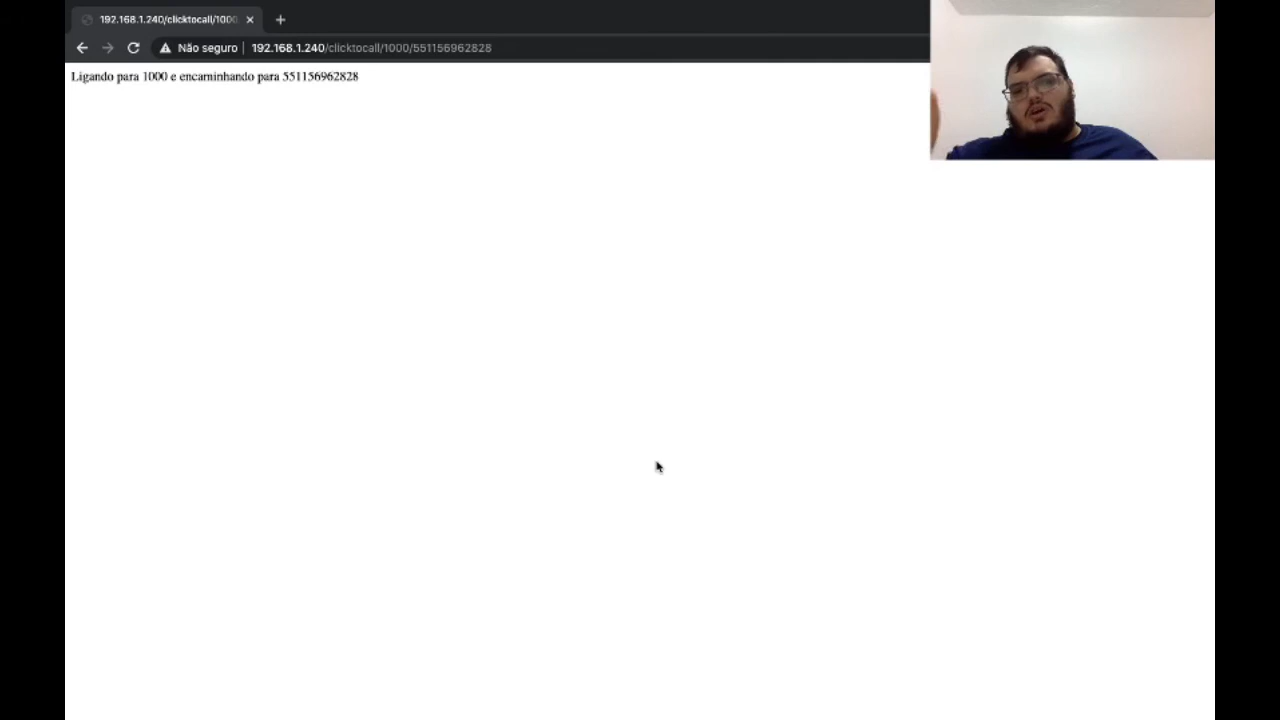 192.168.1.240/clicktocall/1000
Não seguro
192.168.1.240/clicktocall/1000/551156962828
Ligando para 1000 e encaminhando para 551156962828